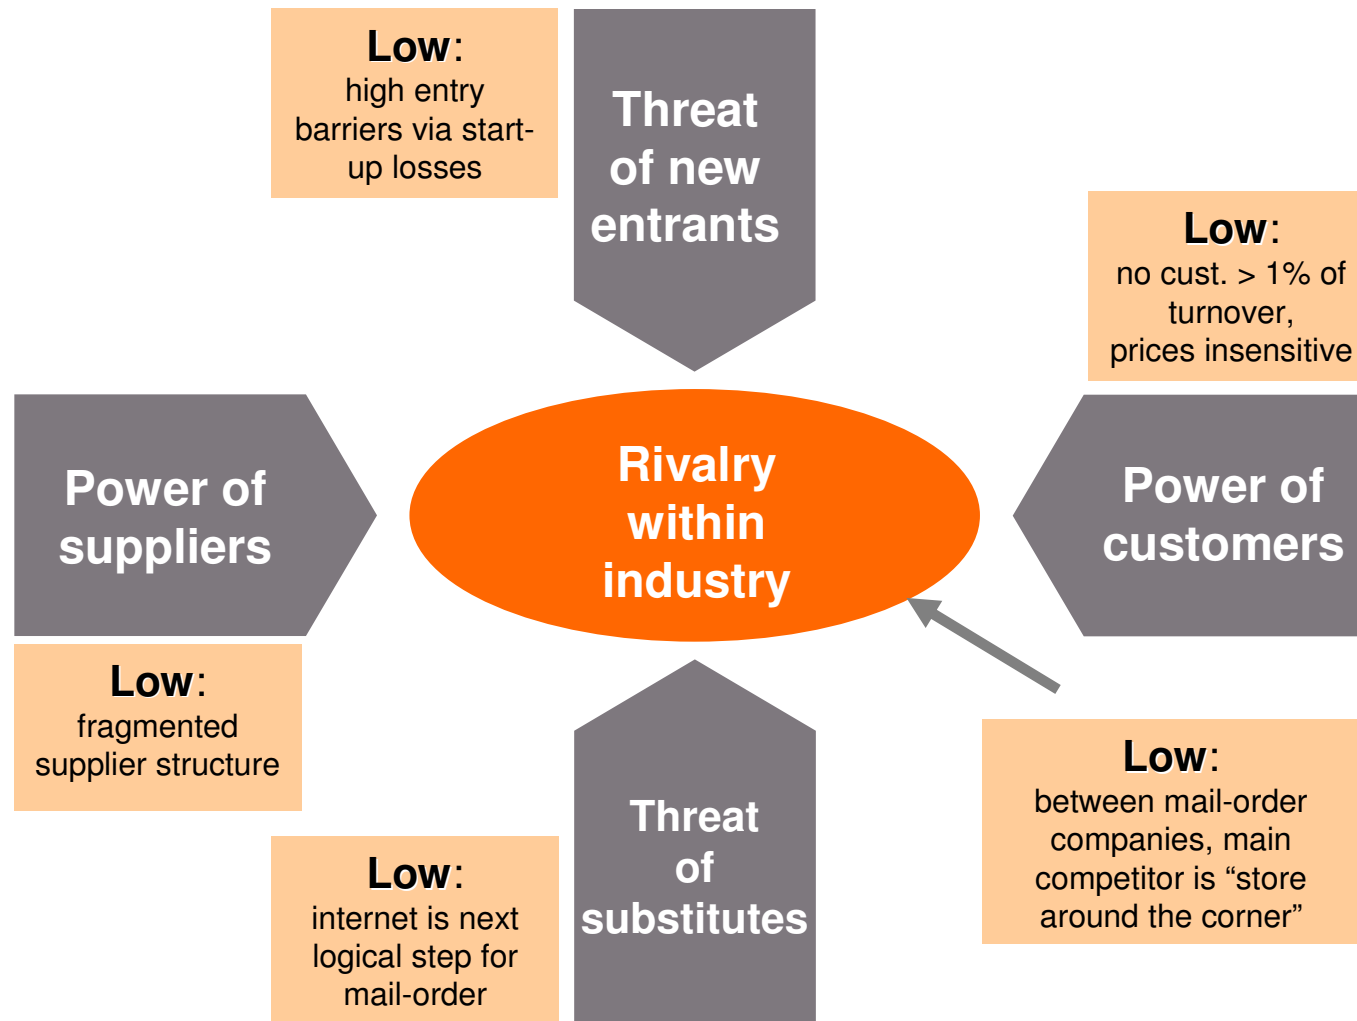 Low:
high entry
barriers via start-
up losses
Threat
of new
entrants
Low:
no cust. > 1% of
turnover,
prices insensitive
Power of
suppliers
Rivalry
within
industry
Power of
customers
Low:
fragmented
supplier structure
Low:
internet is next
logical step for
mail-order
Threat
of
substitutes
Low:
between mail-order
companies, main
competitor is “store
around the corner”